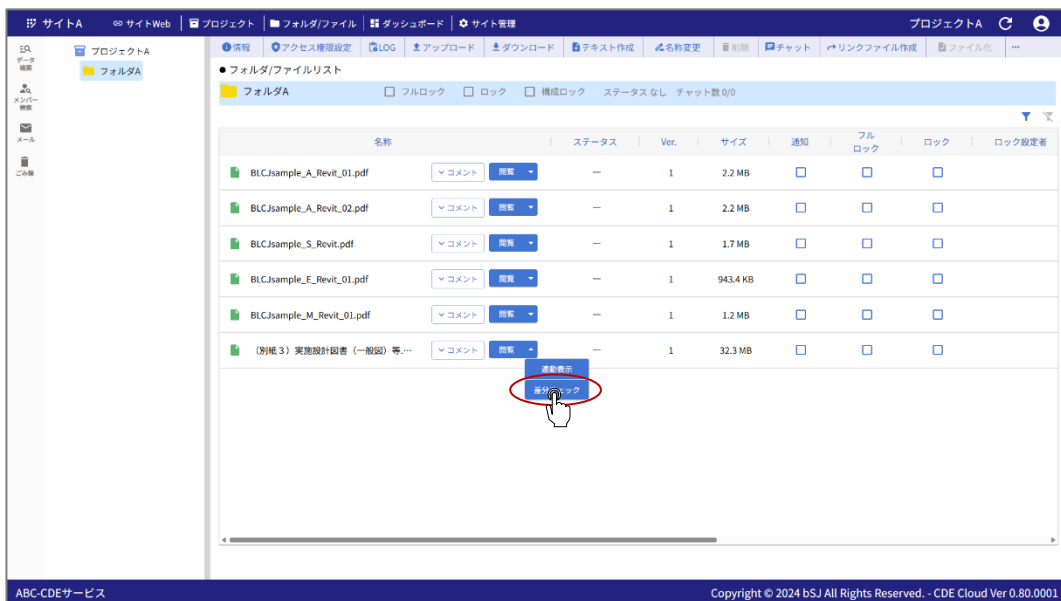 サイトA サイトWeb プロジェクト フォルダ/ファイル ダッシュボード サイト管理 プロジェクトA
データ検索
メンバー検索
メール
ごみ箱
プロジェクトA
フォルダA
情報 アクセス権限設定 LOG アップロード ダウンロード テキスト作成 名称変更 削除 チャット リンクファイル作成 ファイル化 …
●フォルダ/ファイルリスト
フォルダA フルロック ロック 構成ロック ステータス なし チャット数 0/0
名称 ステータス Ver. サイズ 通知 フルロック ロック ロック設定者
BLCJsample_A_Revit_01.pdf コメント 閲覧 — 1 2.2 MB
BLCJsample_A_Revit_02.pdf コメント 閲覧 — 1 2.2 MB
BLCJsample_S_Revit.pdf コメント 閲覧 — 1 1.7 MB
BLCJsample_E_Revit_01.pdf コメント 閲覧 — 1 943.4 KB
BLCJsample_M_Revit_01.pdf コメント 閲覧 — 1 1.2 MB
（別紙３）実施設計図書（一般図）等.… コメント 閲覧 — 1 32.3 MB
連動表示
差分 ェック
ABC-CDEサービス Copyright © 2024 bSJ All Rights Reserved. - CDE Cloud Ver 0.80.0001